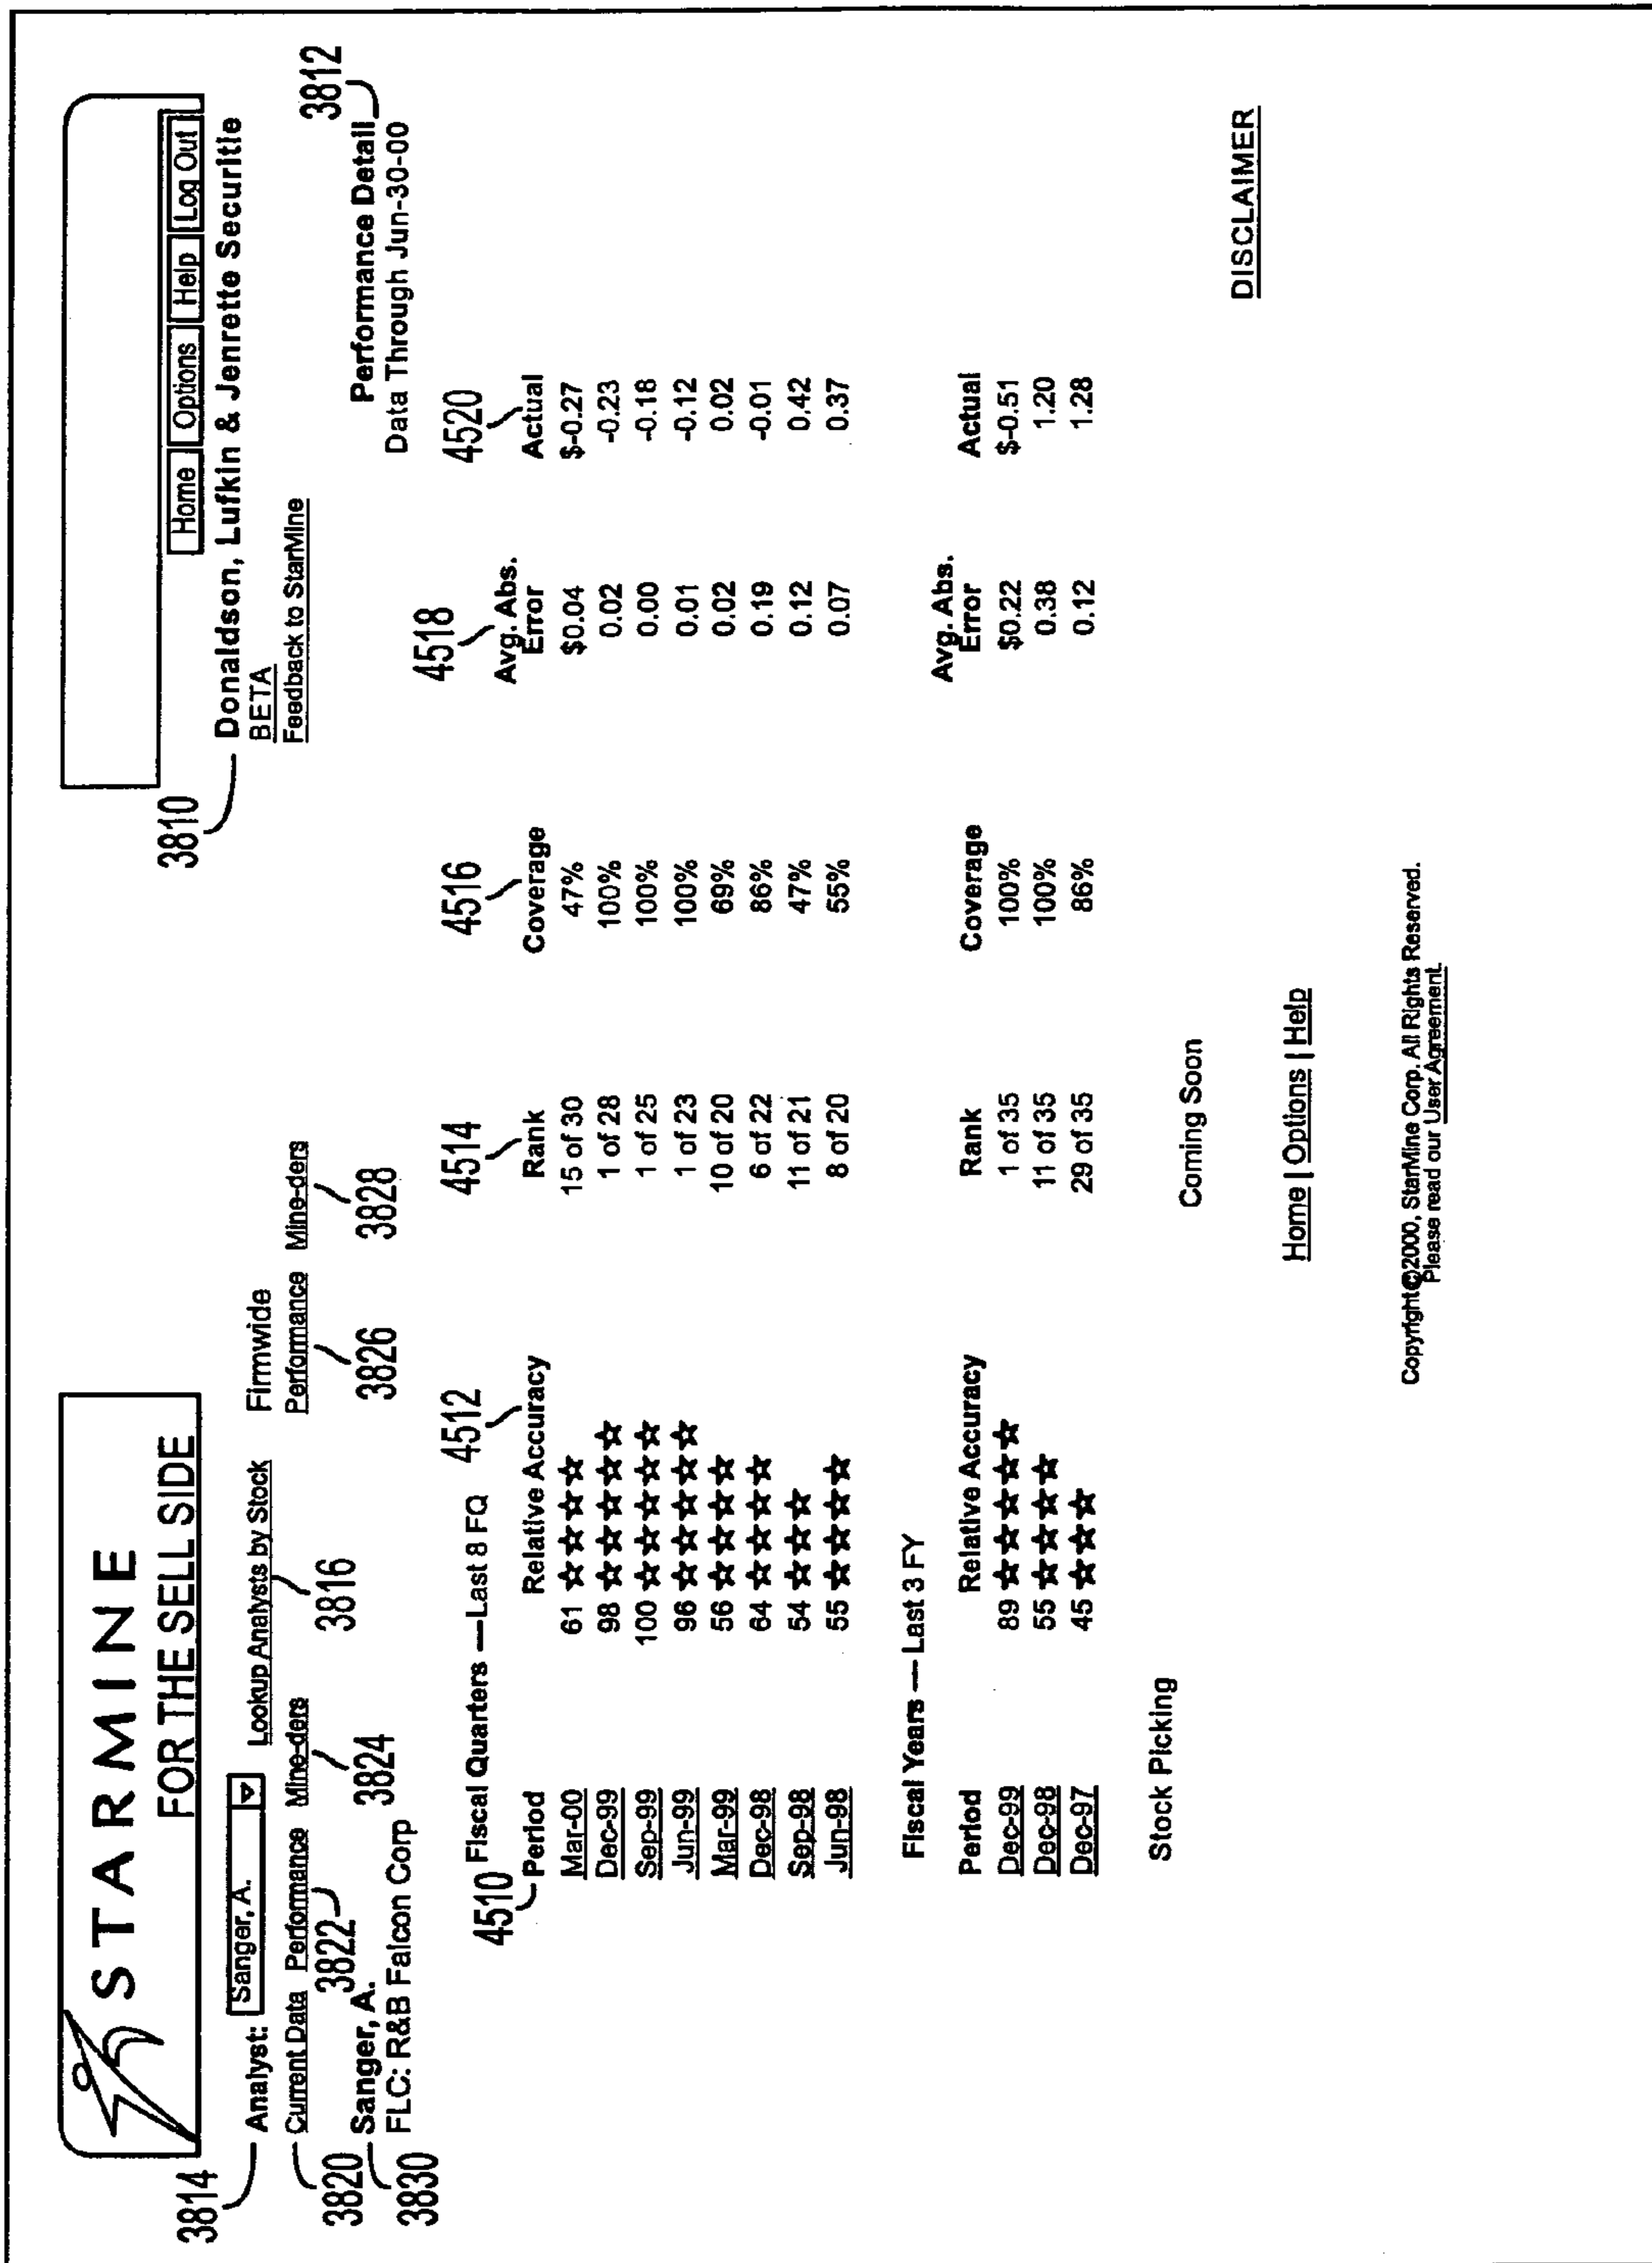 STARMINE
FOR THE SELL SIDE
Home Options Help Log Out
3810
Donaldson, Lufkin & Jenrette Securitie
3814
Analyst: Sanger, A. Lookup Analysts by Stock Firmwide
BETA
Current Data Performance Mine-ders Performance Mine-ders
Feedback to StarMine
3820 3822 3824 3816 3826 3828
3812
Sanger, A. Performance Detail
3830
FLC: R&B Falcon Corp Data Through Jun-30-00
4510 Fiscal Quarters —Last 8 FQ 4512 4514 4516 4518 4520
Period Relative Accuracy Rank Coverage Avg. Abs. Error Actual
Mar-00 61 ☆☆☆☆ 15 of 30 47% $0.04 $-0.27
Dec-99 98 ☆☆☆☆☆ 1 of 28 100% 0.02 -0.23
Sep-99 100 ☆☆☆☆☆ 1 of 25 100% 0.00 -0.18
Jun-99 96 ☆☆☆☆☆ 1 of 23 100% 0.01 -0.12
Mar-99 56 ☆☆☆☆ 10 of 20 69% 0.02 0.02
Dec-98 64 ☆☆☆☆ 6 of 22 86% 0.19 -0.01
Sep-98 54 ☆☆☆ 11 of 21 47% 0.12 0.42
Jun-98 55 ☆☆☆☆ 8 of 20 55% 0.07 0.37
Fiscal Years — Last 3 FY
Period Relative Accuracy Rank Coverage Avg. Abs. Error Actual
Dec-99 89 ☆☆☆☆☆ 1 of 35 100% $0.22 $-0.51
Dec-98 55 ☆☆☆☆ 11 of 35 100% 0.38 1.20
Dec-97 45 ☆☆☆ 29 of 35 86% 0.12 1.28
Stock Picking Coming Soon
DISCLAIMER
Home | Options | Help
Copyright©2000, StarMine Corp. All Rights Reserved.
Please read our User Agreement.